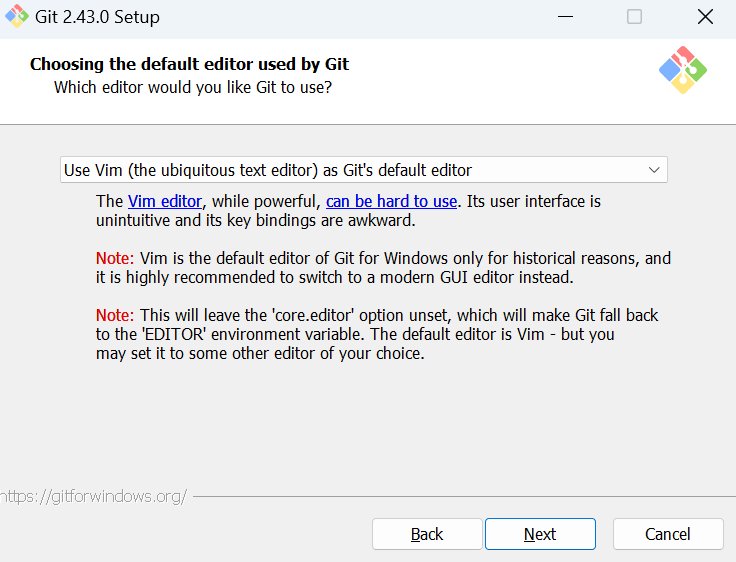 Git 2.43.0 Setup
Choosing the default editor used by Git
Which editor would you like Git to use?
Use Vim (the ubiquitous text editor) as Git's default editor
The Vim editor, while powerful, can be hard to use. Its user interface is
unintuitive and its key bindings are awkward.
Note: Vim is the default editor of Git for Windows only for historical reasons, and
it is highly recommended to switch to a modern GUI editor instead.
Note: This will leave the 'core.editor' option unset, which will make Git fall back
to the 'EDITOR' environment variable. The default editor is Vim - but you
may set it to some other editor of your choice.
https://gitforwindows.org/
Back
Next
Cancel